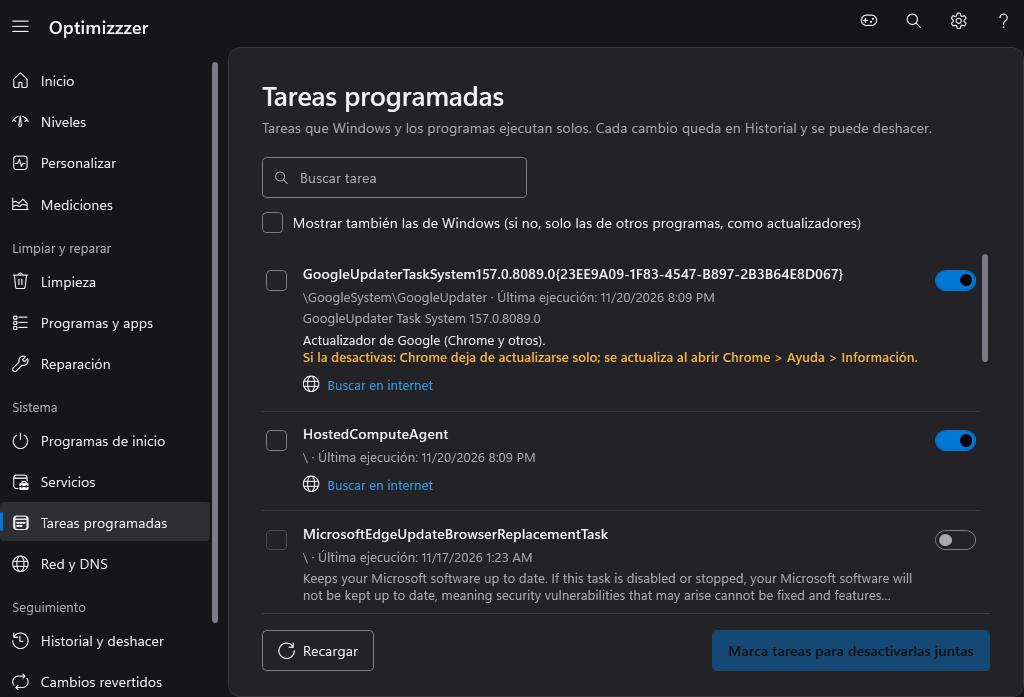 Optimizzzer
Inicio
Niveles
Personalizar
Mediciones
Limpiar y reparar
Limpieza
Programas y apps
Reparación
Sistema
Programas de inicio
Servicios
Tareas programadas
Red y DNS
Seguimiento
Historial y deshacer
Cambios revertidos
Tareas programadas
Tareas que Windows y los programas ejecutan solos. Cada cambio queda en Historial y se puede deshacer.
Buscar tarea
Mostrar también las de Windows (si no, solo las de otros programas, como actualizadores)
GoogleUpdaterTaskSystem157.0.8089.0{23EE9A09-1F83-4547-B897-2B3B64E8D067}
\GoogleSystem\GoogleUpdater · Última ejecución: 11/20/2026 8:09 PM
GoogleUpdater Task System 157.0.8089.0
Actualizador de Google (Chrome y otros).
Si la desactivas: Chrome deja de actualizarse solo; se actualiza al abrir Chrome > Ayuda > Información.
Buscar en internet
HostedComputeAgent
\ · Última ejecución: 11/20/2026 8:09 PM
Buscar en internet
MicrosoftEdgeUpdateBrowserReplacementTask
\ · Última ejecución: 11/17/2026 1:23 AM
Keeps your Microsoft software up to date. If this task is disabled or stopped, your Microsoft software will
not be kept up to date, meaning security vulnerabilities that may arise cannot be fixed and features...
Recargar
Marca tareas para desactivarlas juntas